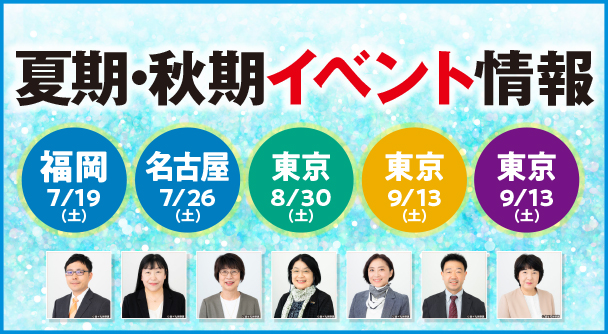 夏期・秋期イベント情報
福岡
7/19
(土)
名古屋
7/26
(土)
東京
8/30
(土)
東京
9/13
(土)
東京
9/13
(土)